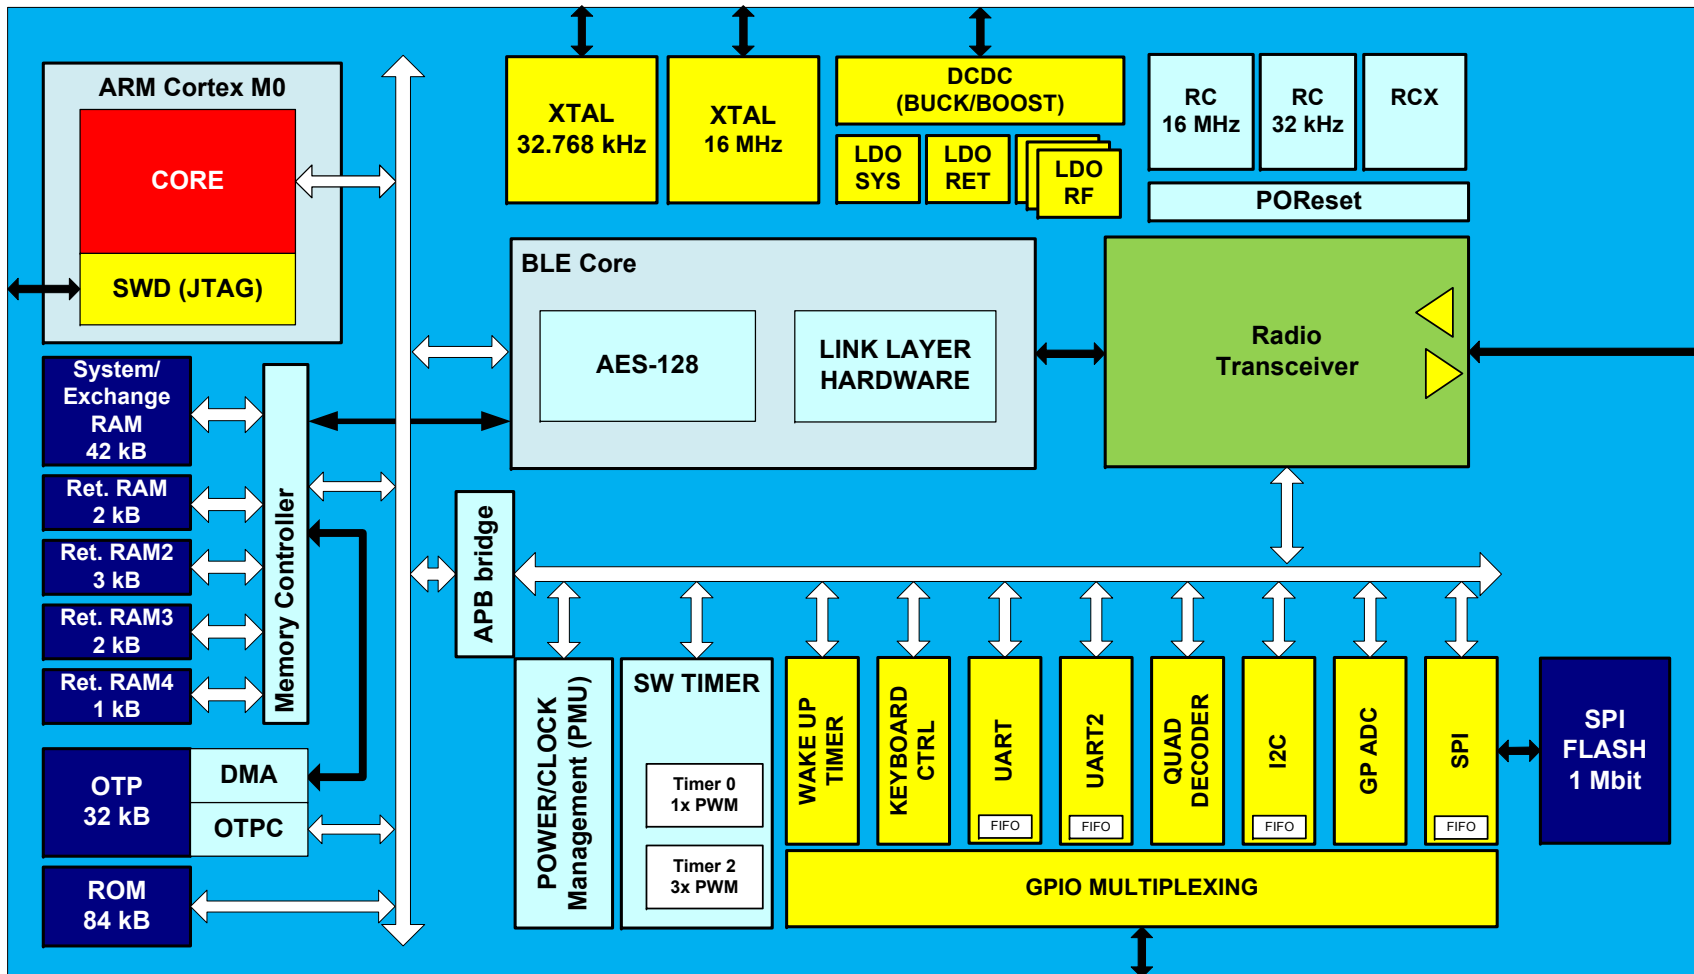 ARM Cortex M0
CORE
SWD (JTAG)
XTAL
32.768 kHz
XTAL
16 MHz
DCDC
(BUCK/BOOST)
LDO
SYS
LDO
RET
LDO
RF
RC
16 MHz
RC
32 kHz
RCX
POReset
BLE Core
AES-128
LINK LAYER
HARDWARE
Radio
Transceiver
System/
Exchange
RAM
42 kB
Ret. RAM
2 kB
Ret. RAM2
3 kB
Ret. RAM3
2 kB
Ret. RAM4
1 kB
Memory Controller
OTP
32 kB
DMA
OTPC
ROM
84 kB
APB bridge
POWER/CLOCK
Management (PMU)
SW TIMER
Timer 0
1x PWM
Timer 2
3x PWM
WAKE UP
TIMER
KEYBOARD
CTRL
UART
FIFO
UART2
FIFO
QUAD
DECODER
I2C
FIFO
GP ADC
SPI
FIFO
SPI
FLASH
1 Mbit
GPIO MULTIPLEXING